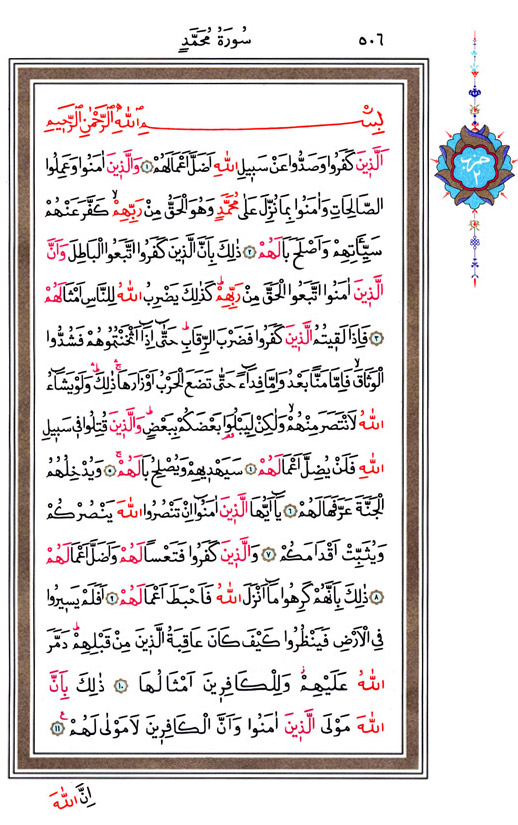 ٥٠٦ سُورَةُ مُحَمَّدٍ
بِسْمِ اللّٰهِ الرَّحْمٰنِ الرَّحِيمِ
اَلَّذِينَ كَفَرُوا وَصَدُّوا عَنْ سَبِيلِ اللّٰهِ اَضَلَّ اَعْمَالَهُمْ ﴿١﴾ وَالَّذِينَ اٰمَنُوا وَعَمِلُوا
الصَّالِحَاتِ وَاٰمَنُوا بِمَا نُزِّلَ عَلٰى مُحَمَّدٍ وَهُوَ الْحَقُّ مِنْ رَبِّهِمْۙ كَفَّرَ عَنْهُمْ
سَيِّـَٔاتِهِمْ وَاَصْلَحَ بَالَهُمْ ﴿٢﴾ ذٰلِكَ بِاَنَّ الَّذِينَ كَفَرُوا اتَّبَعُوا الْبَاطِلَ وَاَنَّ
الَّذِينَ اٰمَنُوا اتَّبَعُوا الْحَقَّ مِنْ رَبِّهِمْۜ كَذٰلِكَ يَضْرِبُ اللّٰهُ لِلنَّاسِ اَمْثَالَهُمْ
﴿٣﴾ فَاِذَا لَقِيتُمُ الَّذِينَ كَفَرُوا فَضَرْبَ الرِّقَابِۜ حَتّٰٓى اِذَٓا اَثْخَنْتُمُوهُمْ فَشُدُّوا
الْوَثَاقَۙ فَاِمَّا مَنًّا بَعْدُ وَاِمَّا فِدَٓاءً حَتّٰى تَضَعَ الْحَرْبُ اَوْزَارَهَاۚۛ ذٰلِكَۜۛ وَلَوْ يَشَٓاءُ
اللّٰهُ لَانْتَصَرَ مِنْهُمْۙ وَلٰكِنْ لِيَبْلُوَ۬ا بَعْضَكُمْ بِبَعْضٍۜ وَالَّذِينَ قُتِلُوا فِي سَبِيلِ
اللّٰهِ فَلَنْ يُضِلَّ اَعْمَالَهُمْ ﴿٤﴾ سَيَهْدِيهِمْ وَيُصْلِحُ بَالَهُمْۚ ﴿٥﴾ وَيُدْخِلُهُمُ
الْجَنَّةَ عَرَّفَهَا لَهُمْ ﴿٦﴾ يَٓا اَيُّهَا الَّذِينَ اٰمَنُٓوا اِنْ تَنْصُرُوا اللّٰهَ يَنْصُرْكُمْ
وَيُثَبِّتْ اَقْدَامَكُمْ ﴿٧﴾ وَالَّذِينَ كَفَرُوا فَتَعْسًا لَهُمْ وَاَضَلَّ اَعْمَالَهُمْ
﴿٨﴾ ذٰلِكَ بِاَنَّهُمْ كَرِهُوا مَٓا اَنْزَلَ اللّٰهُ فَاَحْبَطَ اَعْمَالَهُمْ ﴿٩﴾ اَفَلَمْ يَسِيرُوا
فِي الْاَرْضِ فَيَنْظُرُوا كَيْفَ كَانَ عَاقِبَةُ الَّذِينَ مِنْ قَبْلِهِمْۜ دَمَّرَ
اللّٰهُ عَلَيْهِمْۘ وَلِلْكَافِرِينَ اَمْثَالُهَا ﴿١٠﴾ ذٰلِكَ بِاَنَّ
اللّٰهَ مَوْلَى الَّذِينَ اٰمَنُوا وَاَنَّ الْكَافِرِينَ لَا مَوْلٰى لَهُمْ۟ ﴿١١﴾
اِنَّ اللّٰهَ
حزب
٢